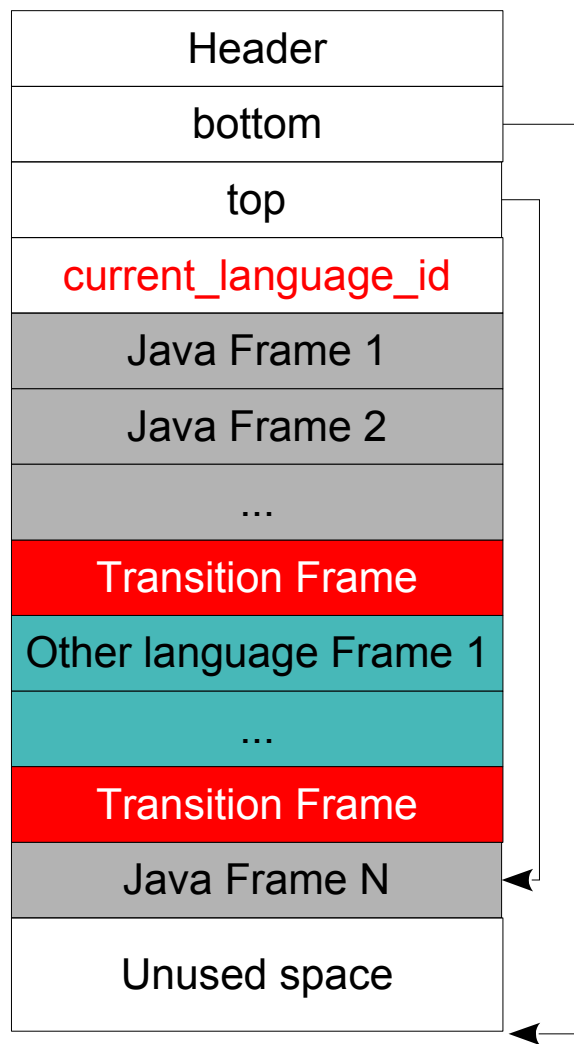 Header
bottom
top
current_language_id
Java Frame 1
Java Frame 2
...
Transition Frame
Other language Frame 1
...
Transition Frame
Java Frame N
Unused space